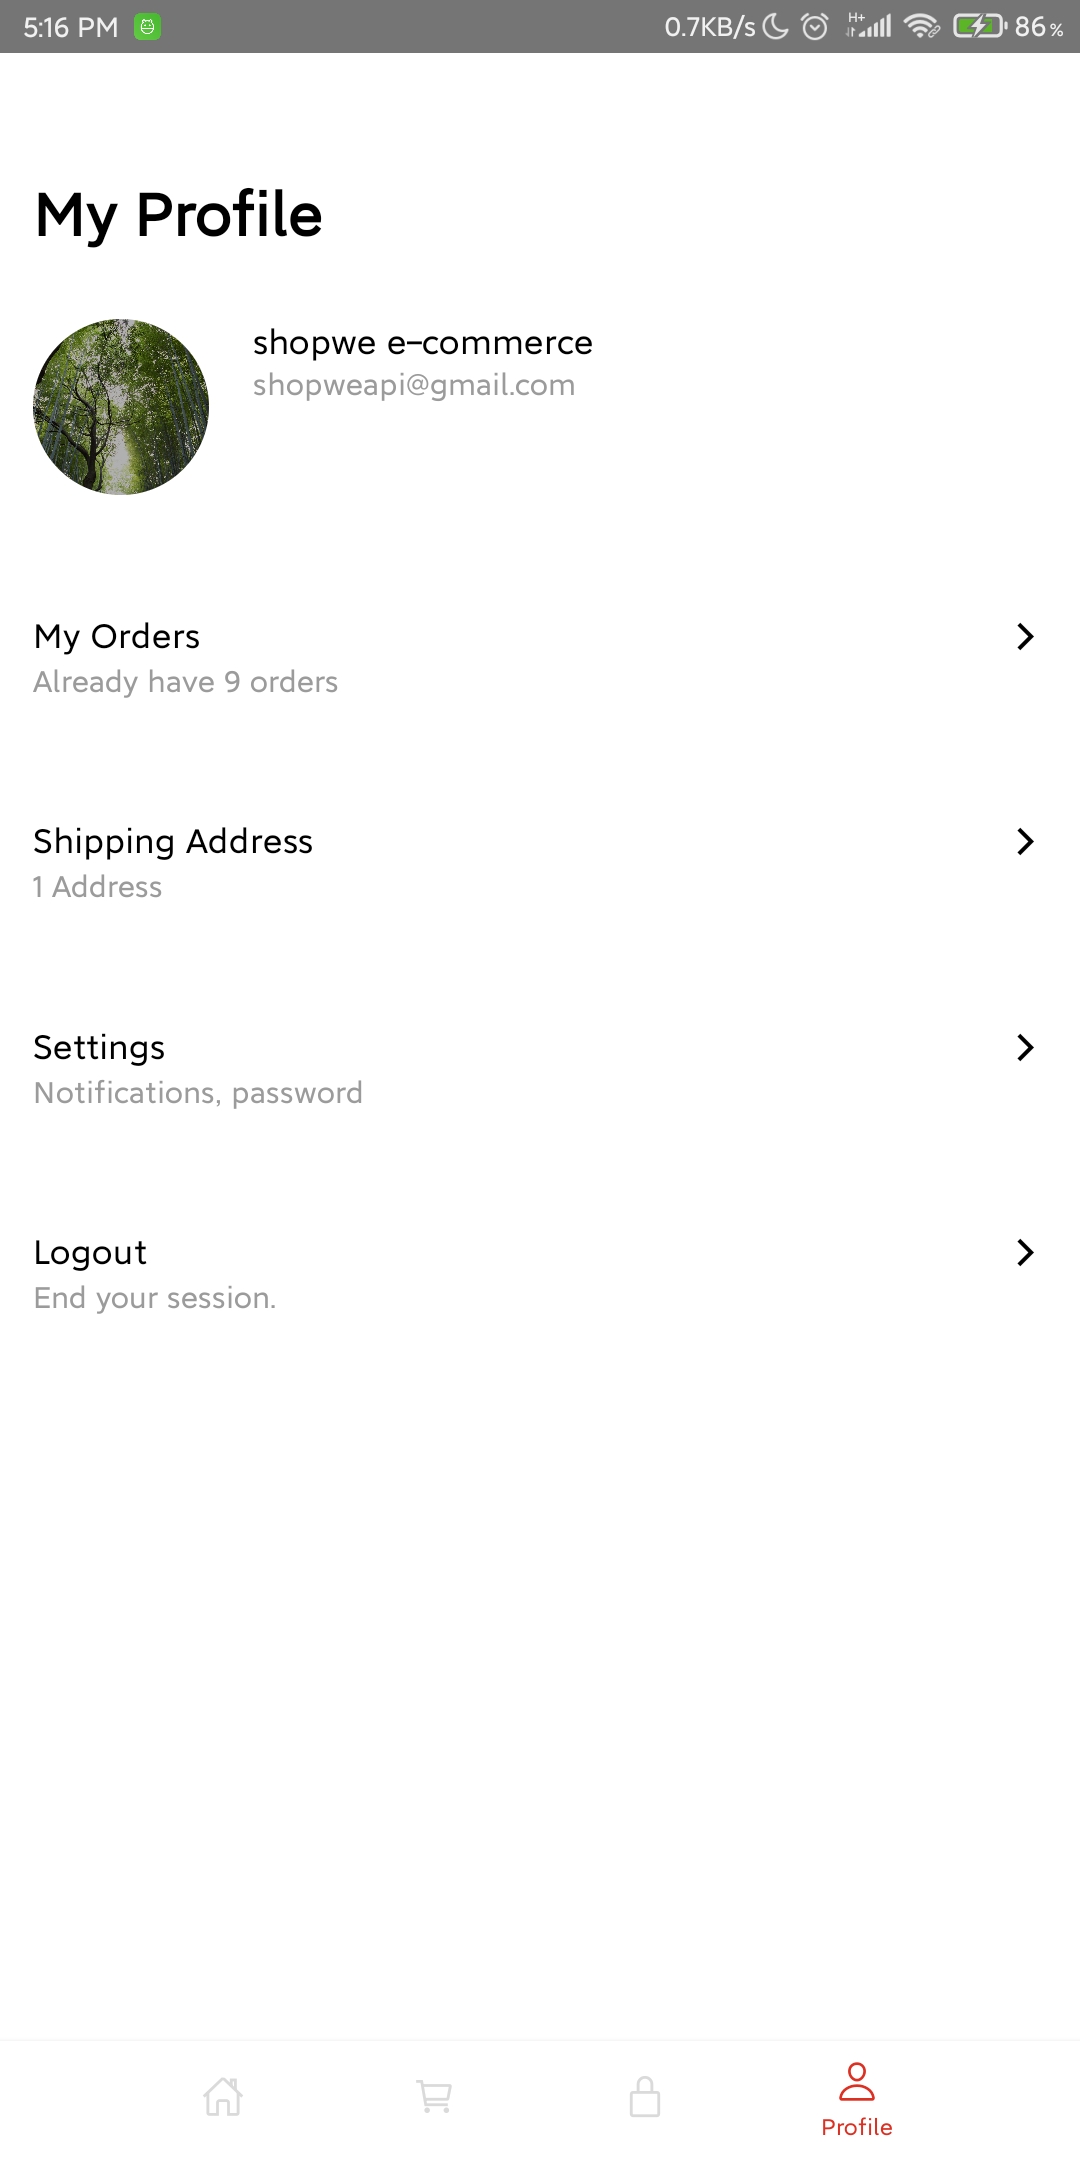 5:16 PM 0.7KB/s H+ 86%
My Profile
shopwe e-commerce
shopweapi@gmail.com
My Orders
Already have 9 orders
Shipping Address
1 Address
Settings
Notifications, password
Logout
End your session.
Profile